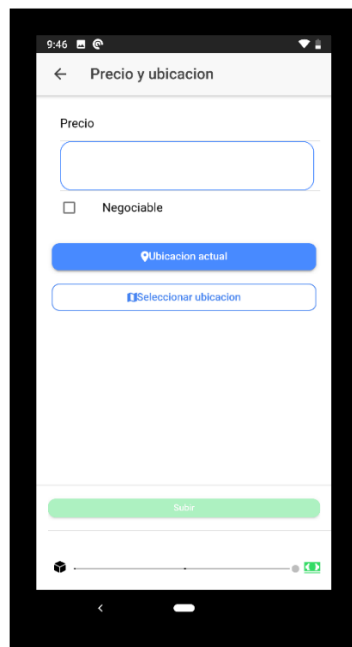 9:46
Precio y ubicacion
Precio
Negociable
Ubicacion actual
Seleccionar ubicacion
Subir